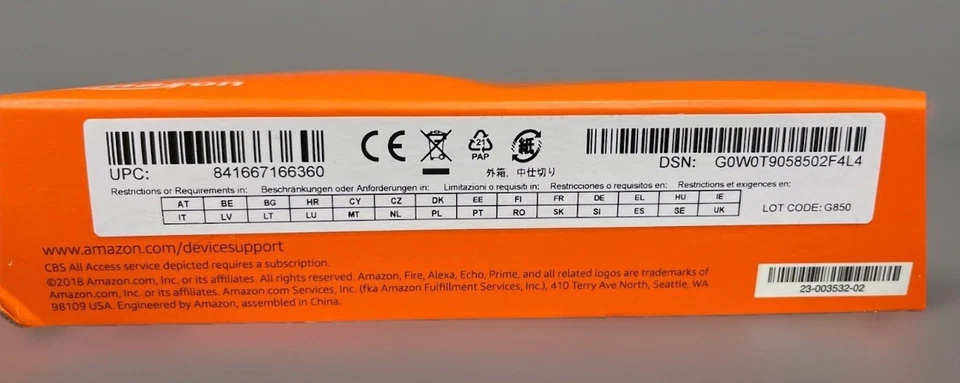 amazon
UPC: 841667166360
CE
21
PAP
紙
外箱, 中仕切り
DSN: G0W0T9058502F4L4
Restrictions or Requirements in: Beschränkungen oder Anforderungen in: Limitazioni o requisiti in: Restricciones o requisitos en: Restrictions et exigences en:
AT BE BG HR CY CZ DK EE FI FR DE EL HU IE
IT LV LT LU MT NL PL PT RO SK SI ES SE UK
LOT CODE: G850
www.amazon.com/devicesupport
CBS All Access service depicted requires a subscription.
©2018 Amazon.com, Inc. or its affiliates. All rights reserved. Amazon, Fire, Alexa, Echo, Prime, and all related logos are trademarks of
Amazon.com, Inc. or its affiliates. Amazon.com Services, Inc. (fka Amazon Fulfillment Services, Inc.), 410 Terry Ave North, Seattle, WA
98109 USA. Engineered by Amazon, assembled in China.
23-003532-02